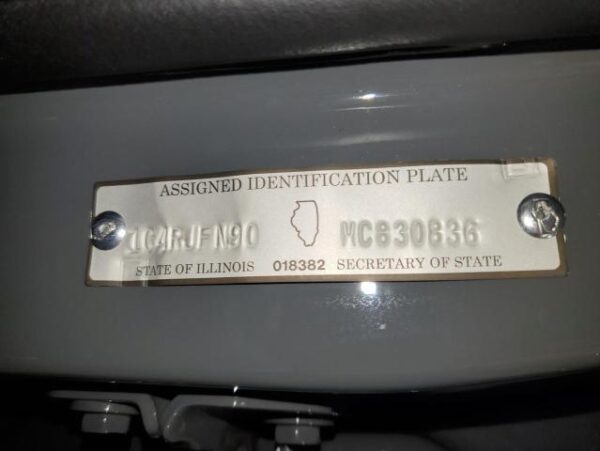 ASSIGNED IDENTIFICATION PLATE
1C4RJFN90 MC830836
STATE OF ILLINOIS 018382 SECRETARY OF STATE